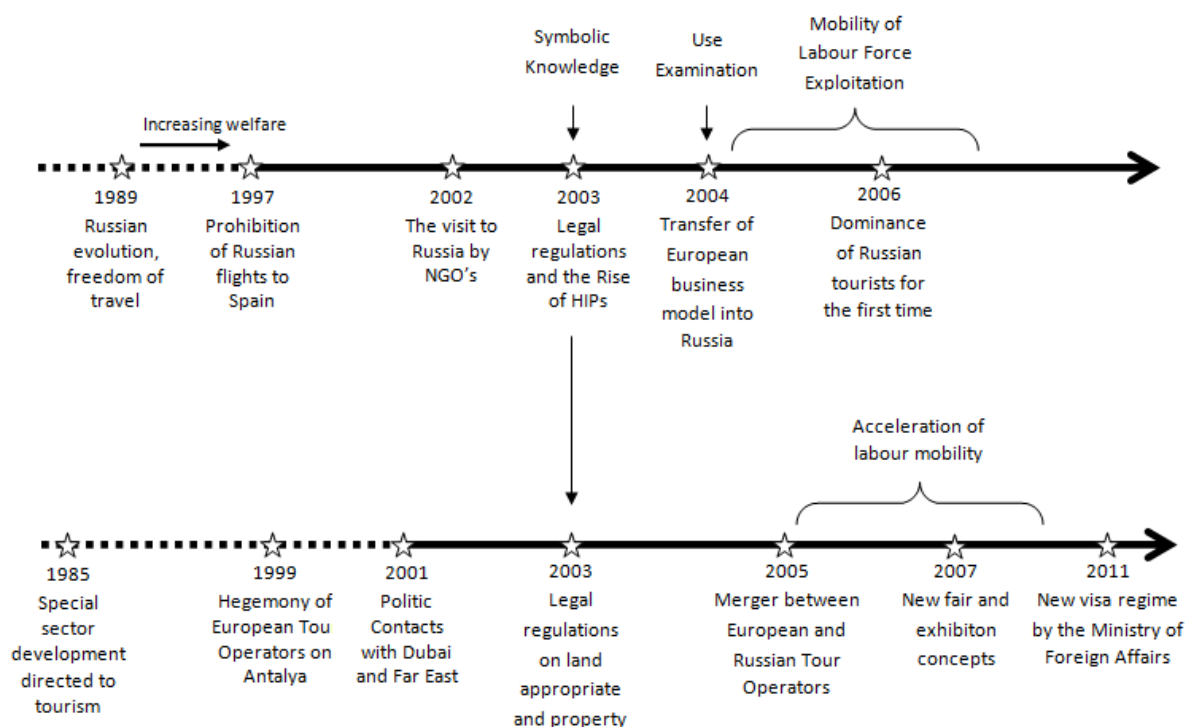 Symbolic
Knowledge
Use
Examination
Mobility of
Labour Force
Exploitation
Increasing welfare
1989
Russian
evolution,
freedom of
travel
1997
Prohibition
of Russian
flights to
Spain
2002
The visit to
Russia by
NGO's
2003
Legal
regulations
and the Rise
of HIPs
2004
Transfer of
European
business
model into
Russia
2006
Dominance
of Russian
tourists for
the first time
Acceleration of
labour mobility
1985
Special
sector
development
directed to
tourism
1999
Hegemony of
European Tou
Operators on
Antalya
2001
Politic
Contacts
with Dubai
and Far East
2003
Legal
regulations
on land
appropriate
and property
2005
Merger between
European and
Russian Tour
Operators
2007
New fair and
exhibiton
concepts
2011
New visa regime
by the Ministry of
Foreign Affairs